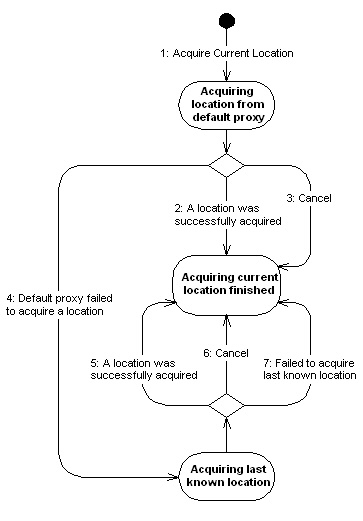 1: Acquire Current Location
Acquiring
location from
default proxy
2: A location was
successfully acquired
3: Cancel
Acquiring current
location finished
4: Default proxy failed
to acquire a location
5: A location was
successfully acquired
6: Cancel
7: Failed to acquire
last known location
Acquiring last
known location